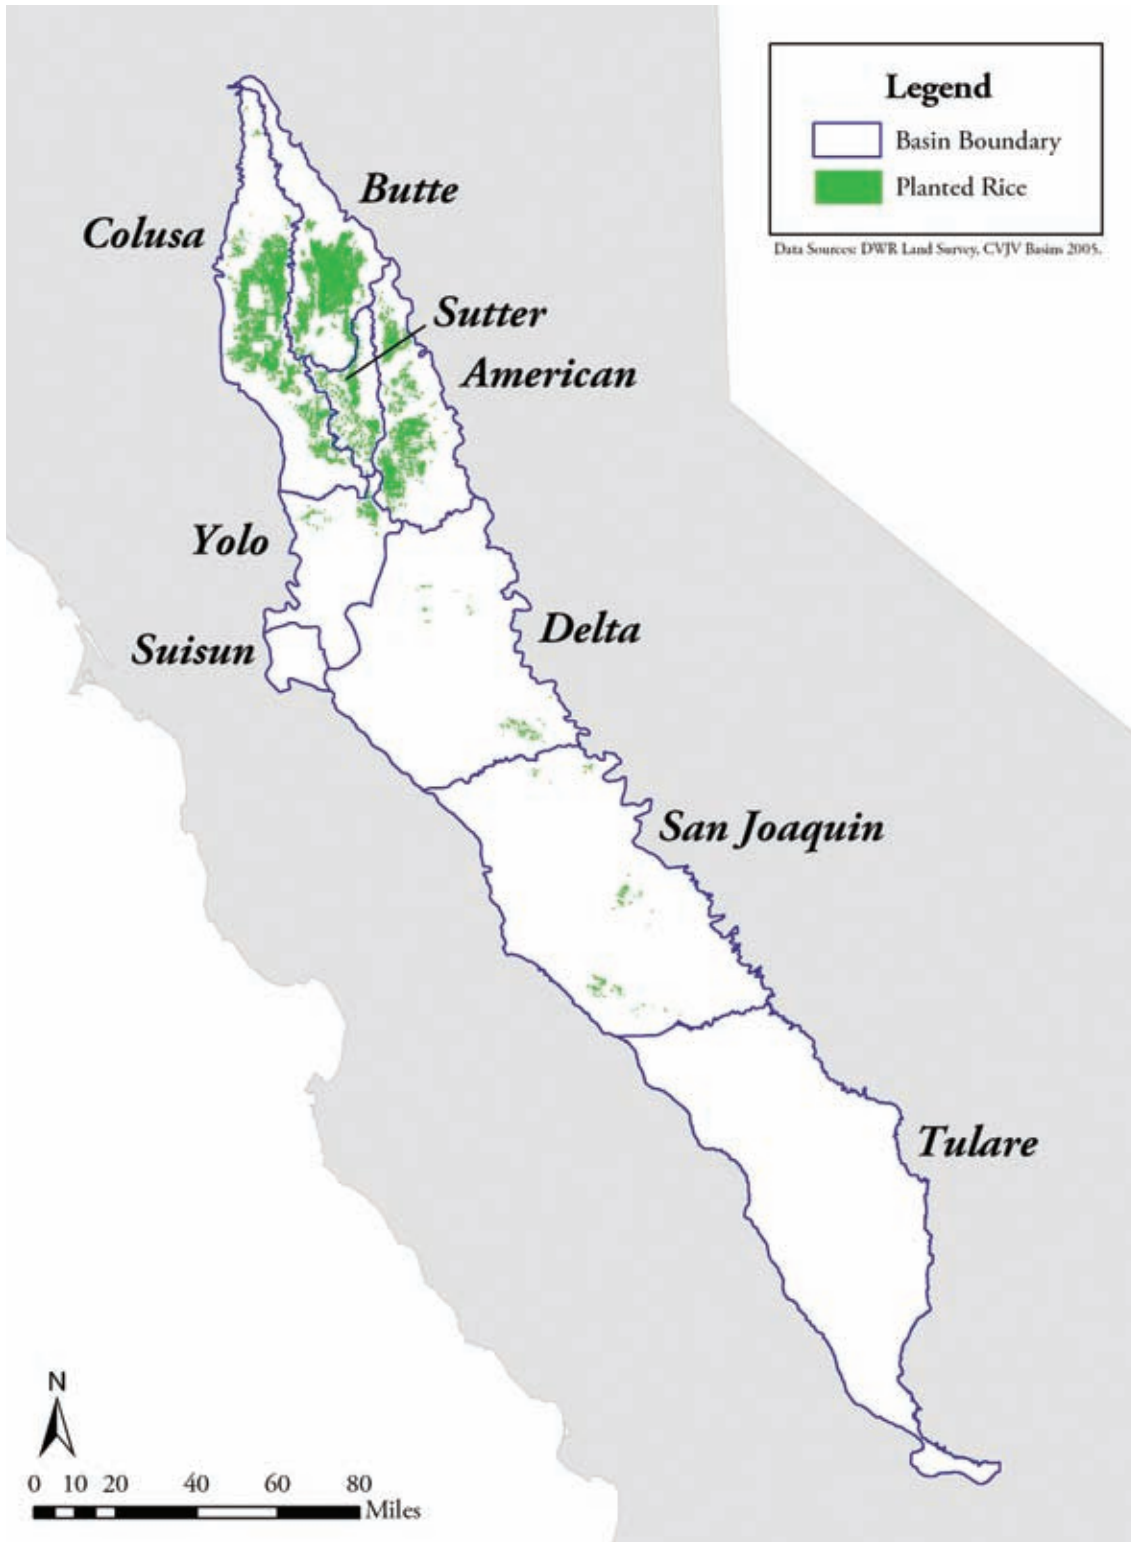 Legend
Basin Boundary
Planted Rice
Data Sources: DWR Land Survey, CVJV Basins 2005.
Butte
Colusa
Sutter
American
Yolo
Delta
Suisun
San Joaquin
Tulare
N
0 10 20 40 60 80
Miles